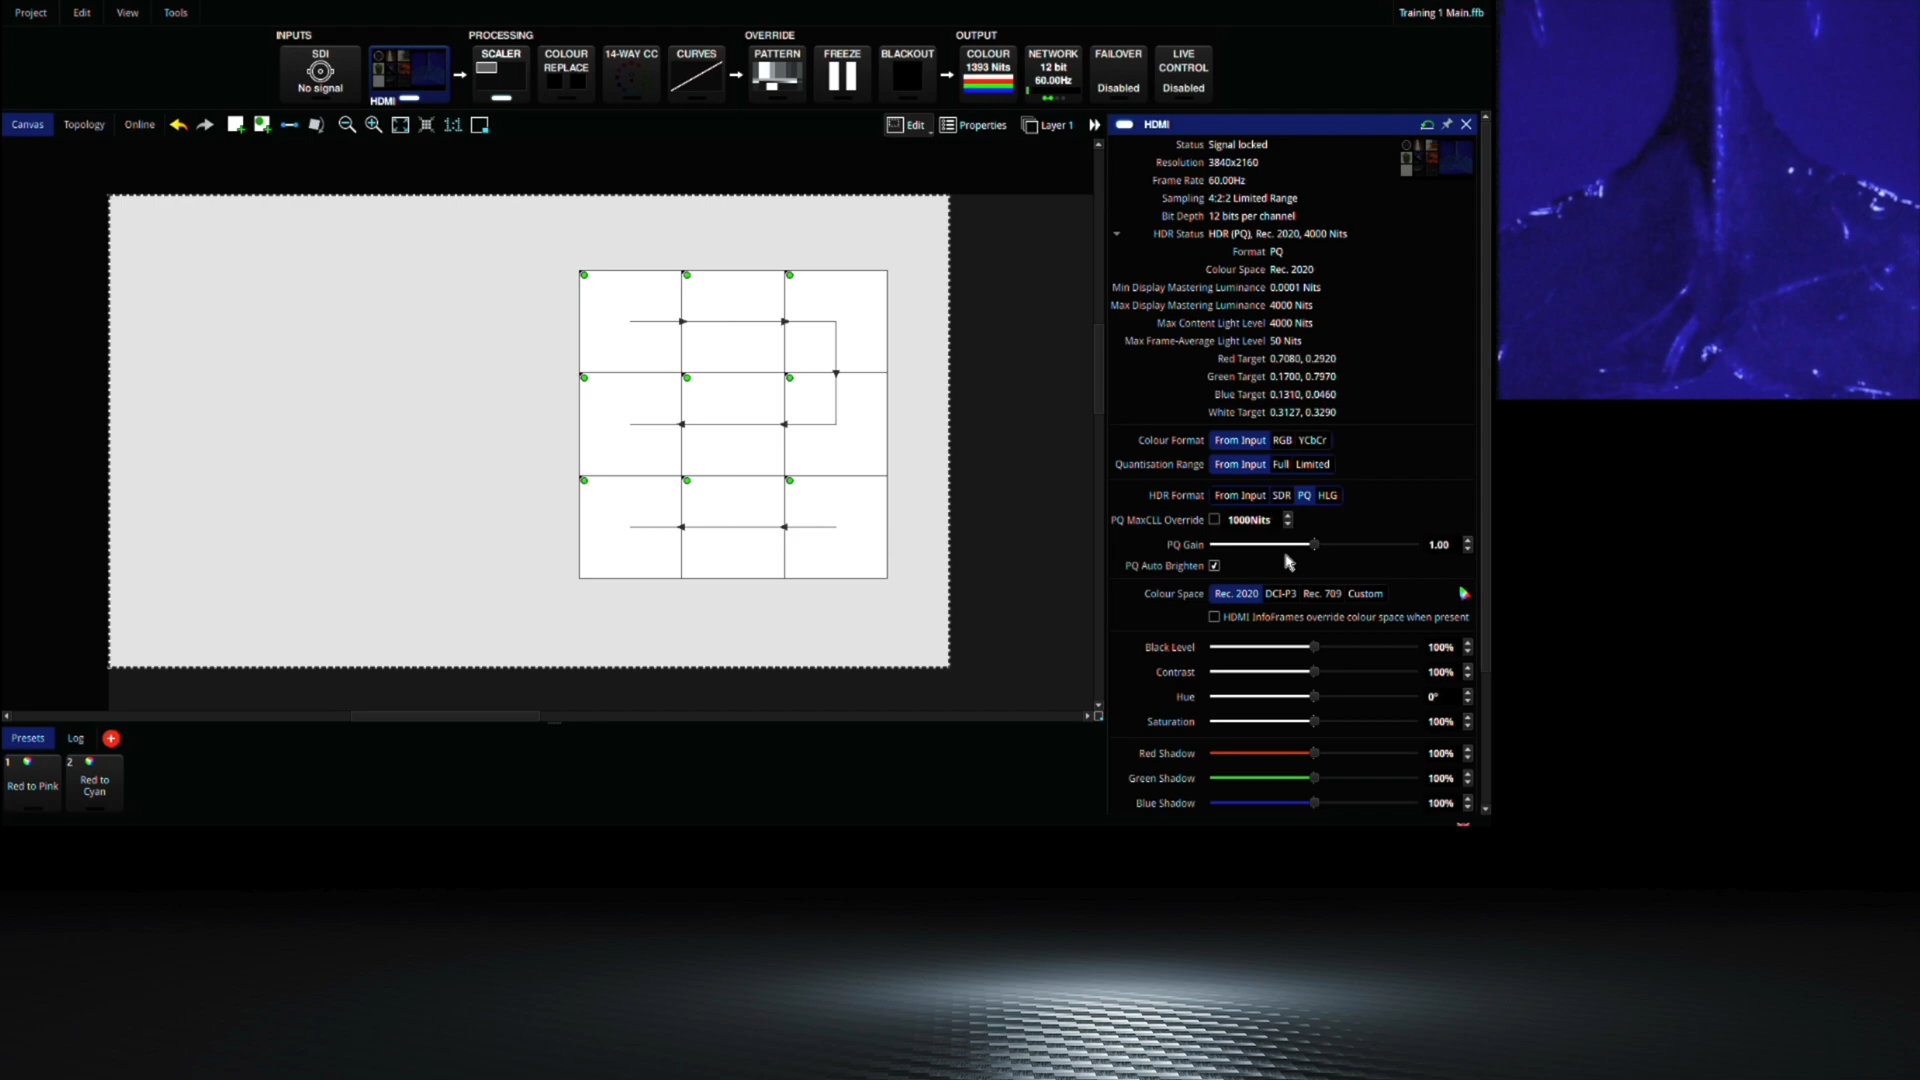 Project Edit View Tools Training 1 Main.ffb
INPUTS PROCESSING OVERRIDE OUTPUT
SDI
No signal
HDMI
SCALER
COLOUR
REPLACE
14-WAY CC
CURVES
PATTERN
FREEZE
BLACKOUT
COLOUR
1393 Nits
NETWORK
12 bit
60.00Hz
FAILOVER
Disabled
LIVE
CONTROL
Disabled
Canvas Topology Online 1:1 Edit Properties Layer 1
HDMI
Status Signal locked
Resolution 3840x2160
Frame Rate 60.00Hz
Sampling 4:2:2 Limited Range
Bit Depth 12 bits per channel
HDR Status HDR (PQ), Rec. 2020, 4000 Nits
Format PQ
Colour Space Rec. 2020
Min Display Mastering Luminance 0.0001 Nits
Max Display Mastering Luminance 4000 Nits
Max Content Light Level 4000 Nits
Max Frame-Average Light Level 50 Nits
Red Target 0.7080, 0.2920
Green Target 0.1700, 0.7970
Blue Target 0.1310, 0.0460
White Target 0.3127, 0.3290
Colour Format From Input RGB YCbCr
Quantisation Range From Input Full Limited
HDR Format From Input SDR PQ HLG
PQ MaxCLL Override 1000Nits
PQ Gain 1.00
PQ Auto Brighten
Colour Space Rec. 2020 DCI-P3 Rec. 709 Custom
HDMI InfoFrames override colour space when present
Black Level 100%
Contrast 100%
Hue 0°
Saturation 100%
Red Shadow 100%
Green Shadow 100%
Blue Shadow 100%
Presets Log
1
Red to Pink
2
Red to
Cyan